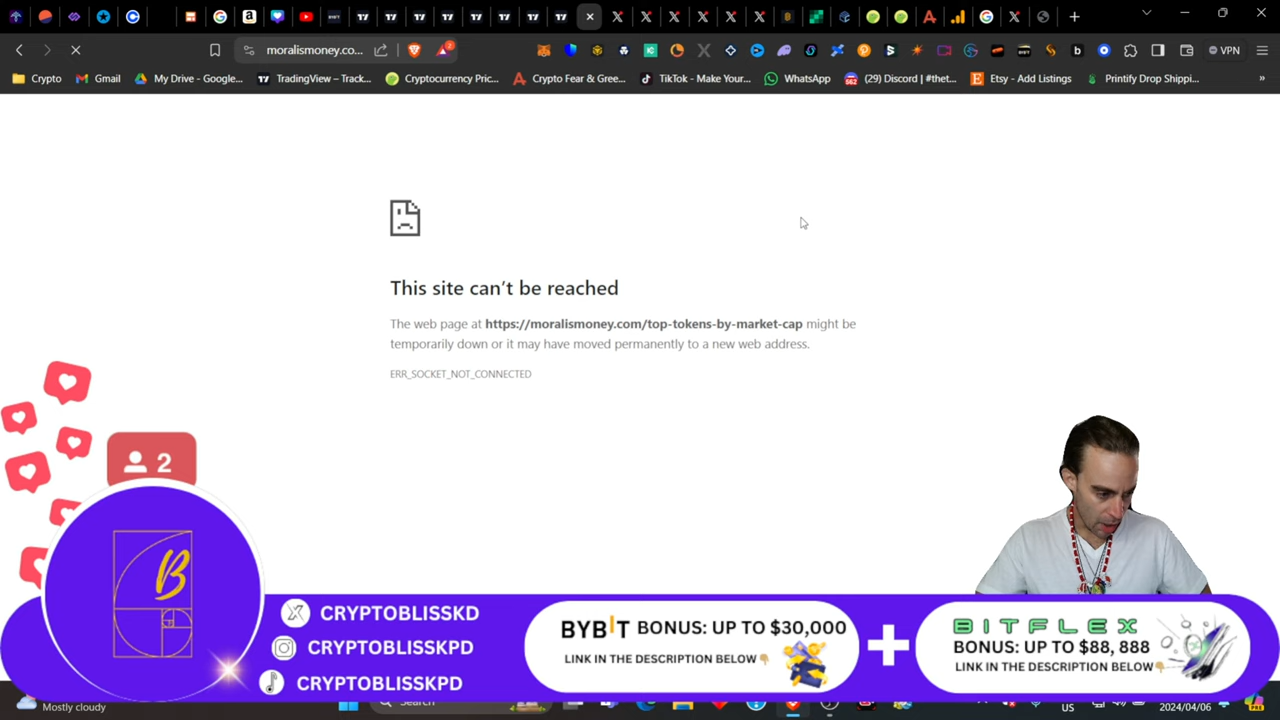 moralismoney.co...
2
VPN
Crypto
Gmail
My Drive - Google...
TradingView – Track...
Cryptocurrency Pric...
Crypto Fear & Gree...
TikTok - Make Your...
WhatsApp
(29) Discord | #thet...
Etsy - Add Listings
Printify Drop Shippi...
»
This site can't be reached
The web page at https://moralismoney.com/top-tokens-by-market-cap might be
temporarily down or it may have moved permanently to a new web address.
ERR_SOCKET_NOT_CONNECTED
2
B
CRYPTOBLISSKD
CRYPTOBLISSKPD
CRYPTOBLISSKPD
BYBIT BONUS: UP TO $30,000
LINK IN THE DESCRIPTION BELOW
BITFLEX
BONUS: UP TO $88, 888
LINK IN THE DESCRIPTION BELOW
Mostly cloudy
Search
US
2024/04/06